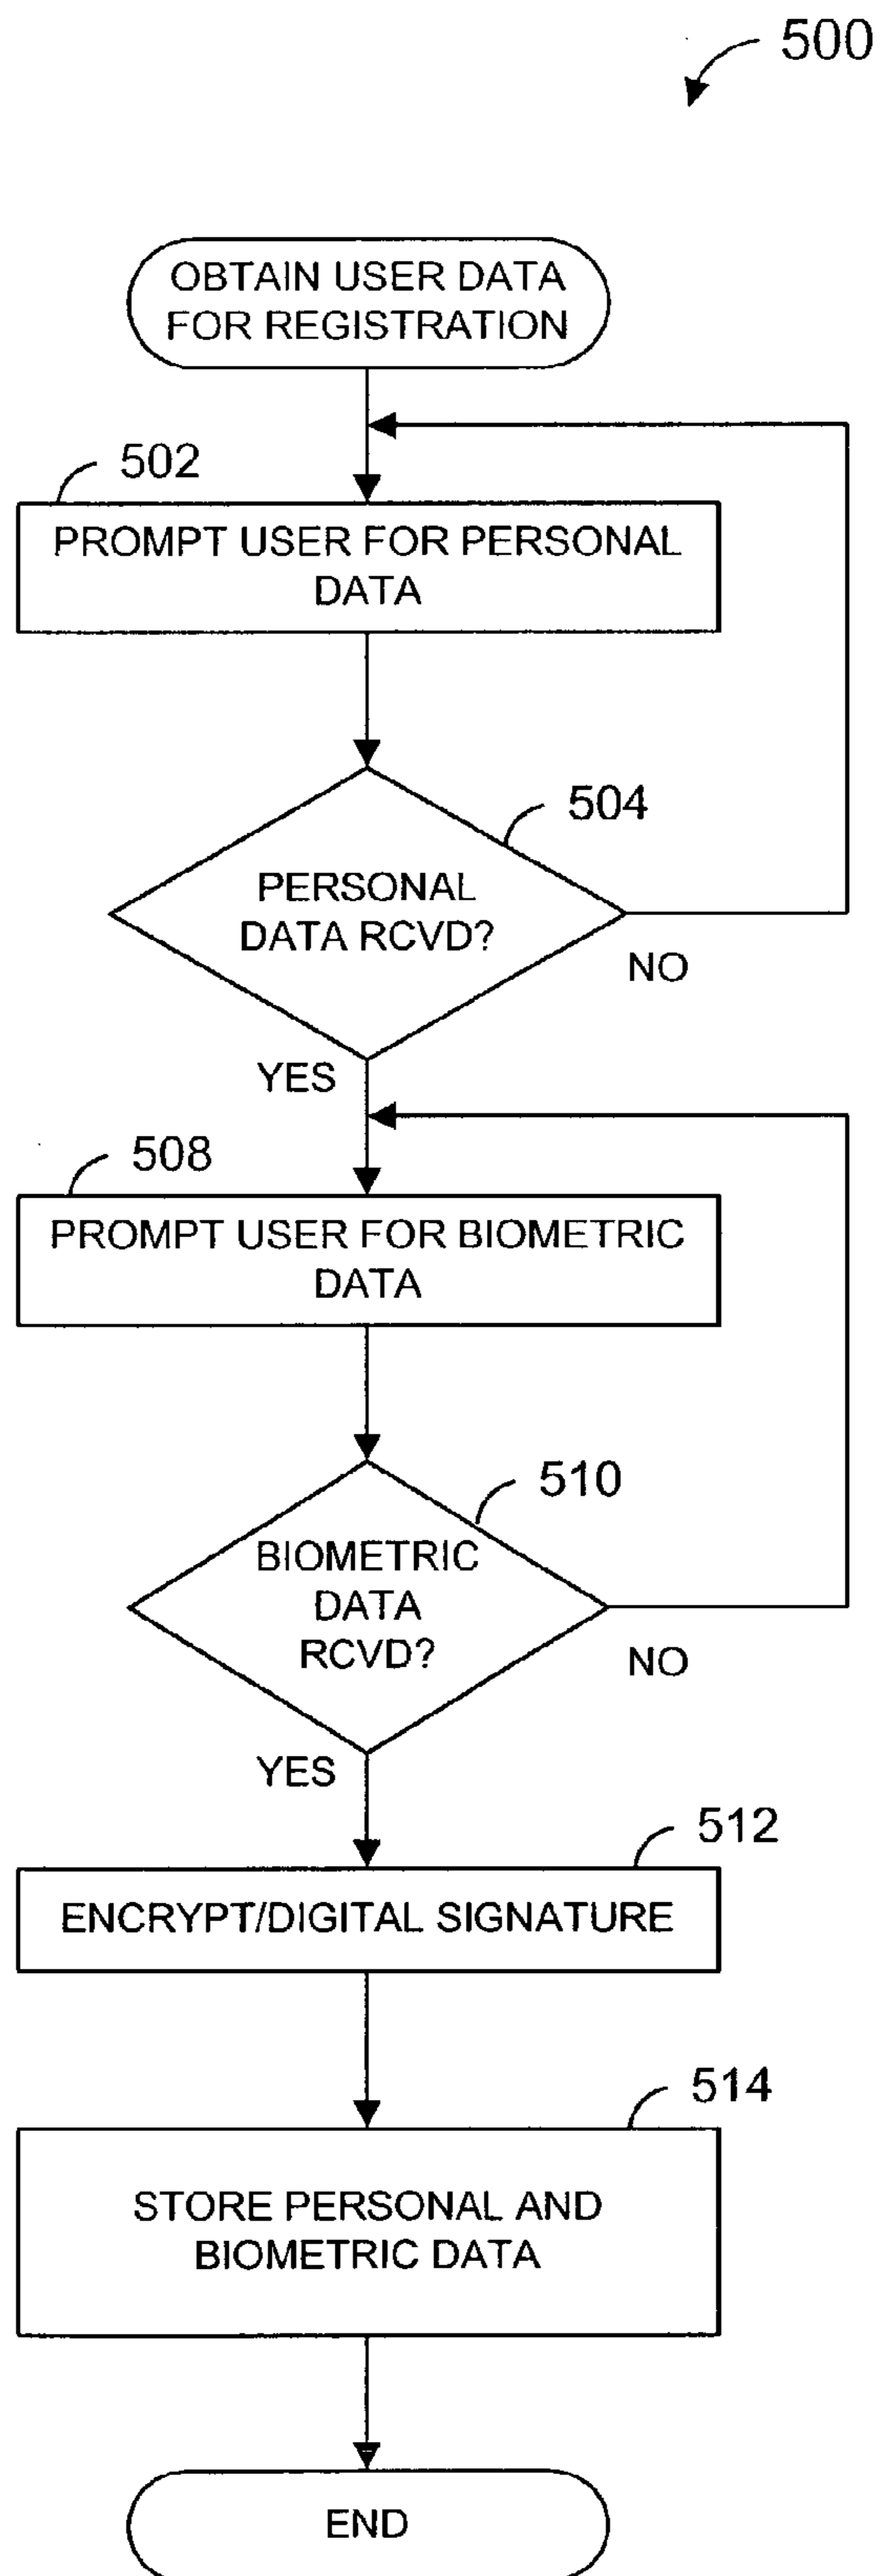 500
OBTAIN USER DATA
FOR REGISTRATION
502
PROMPT USER FOR PERSONAL
DATA
504
PERSONAL
DATA RCVD?
NO
YES
508
PROMPT USER FOR BIOMETRIC
DATA
510
BIOMETRIC
DATA
RCVD?
NO
YES
512
ENCRYPT/DIGITAL SIGNATURE
514
STORE PERSONAL AND
BIOMETRIC DATA
END